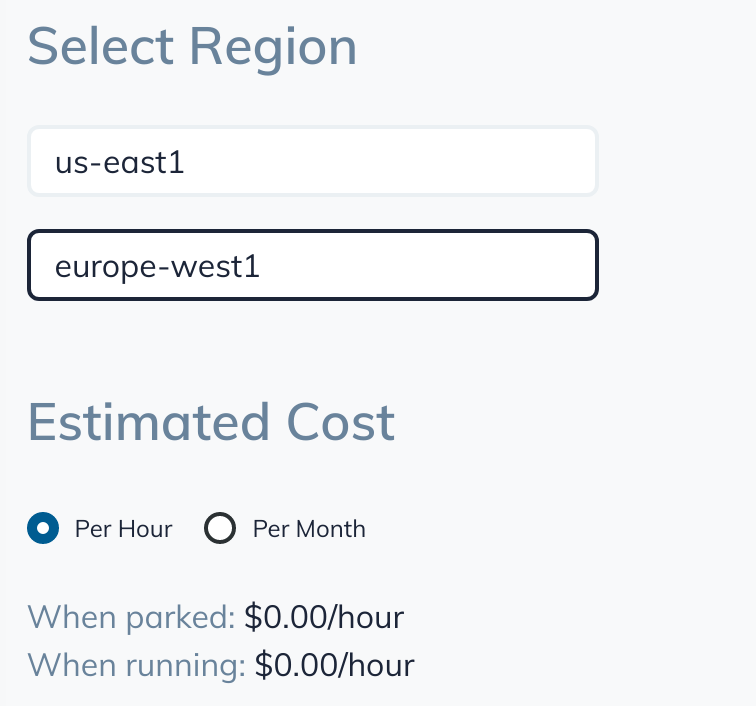 Select Region
us-east1
europe-west1
Estimated Cost
Per Hour Per Month
When parked: $0.00/hour
When running: $0.00/hour